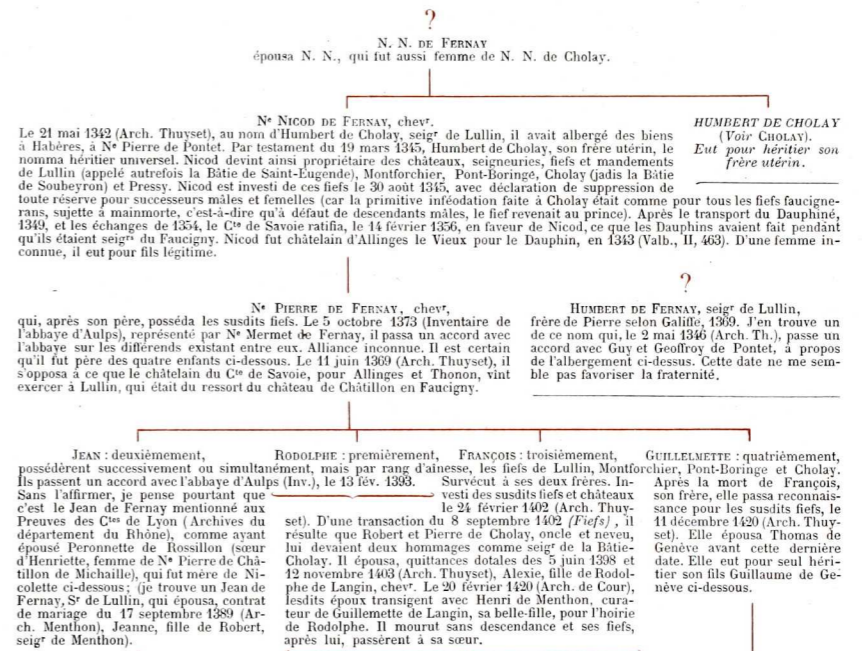 ?
N. N. DE FERNAY
épousa N. N., qui fut aussi femme de N. N. de Cholay.
Nᵉ NICOD DE FERNAY, chevʳ.
Le 21 mai 1342 (Arch. Thuyset), au nom d'Humbert de Cholay, seigʳ de Lullin, il avait albergé des biens
à Habères, à Nᵉ Pierre de Pontet. Par testament du 19 mars 1345, Humbert de Cholay, son frère utérin, le
nomma héritier universel. Nicod devint ainsi propriétaire des châteaux, seigneuries, fiefs et mandements
de Lullin (appelé autrefois la Bâtie de Saint-Eugende), Montforchier, Pont-Boringé, Cholay (jadis la Bâtie
de Soubeyron) et Pressy. Nicod est investi de ces fiefs le 30 août 1345, avec déclaration de suppression de
toute réserve pour successeurs mâles et femelles (car la primitive inféodation faite à Cholay était comme pour tous les fiefs faucigne-
rans, sujette à mainmorte, c'est-à-dire qu'à défaut de descendants mâles, le fief revenait au prince). Après le transport du Dauphiné,
1349, et les échanges de 1354, le Cᵗᵉ de Savoie ratifia, le 14 février 1356, en faveur de Nicod, ce que les Dauphins avaient fait pendant
qu'ils étaient seigʳˢ du Faucigny. Nicod fut châtelain d'Allinges le Vieux pour le Dauphin, en 1343 (Valb., II, 463). D'une femme in-
connue, il eut pour fils légitime.
HUMBERT DE CHOLAY
(Voir CHOLAY).
Eut pour héritier son
frère utérin.
Nᵉ PIERRE DE FERNAY, chevʳ,
qui, après son père, posséda les susdits fiefs. Le 5 octobre 1373 (Inventaire de
l'abbaye d'Aulps), représenté par Nᵉ Mermet de Fernay, il passa un accord avec
l'abbaye sur les différends existant entre eux. Alliance inconnue. Il est certain
qu'il fut père des quatre enfants ci-dessous. Le 11 juin 1369 (Arch. Thuyset), il
s'opposa à ce que le châtelain du Cᵗᵉ de Savoie, pour Allinges et Thonon, vint
exercer à Lullin, qui était du ressort du château de Châtillon en Faucigny.
?
HUMBERT DE FERNAY, seigʳ de Lullin,
frère de Pierre selon Galiffe, 1369. J'en trouve un
de ce nom qui, le 2 mai 1346 (Arch. Th.), passe un
accord avec Guy et Geoffroy de Pontet, à propos
de l'albergement ci-dessus. Cette date ne me sem-
ble pas favoriser la fraternité.
JEAN : deuxièmement, RODOLPHE : premièrement, FRANÇOIS : troisièmement, GUILLELMETTE : quatrièmement,
possédèrent successivement ou simultanément, mais par rang d'aînesse, les fiefs de Lullin, Montforchier, Pont-Boringe et Cholay.
Ils passent un accord avec l'abbaye d'Aulps (Inv.), le 13 fév. 1393.
Sans l'affirmer, je pense pourtant que
c'est le Jean de Fernay mentionné aux
Preuves des Cᵗᵉˢ de Lyon (Archives du
département du Rhône), comme ayant
épousé Peronnette de Rossillon (sœur
d'Henriette, femme de Nᵉ Pierre de Châ-
tillon de Michaille), qui fut mère de Ni-
colette ci-dessous ; (je trouve un Jean de
Fernay, Sʳ de Lullin, qui épousa, contrat
de mariage du 17 septembre 1389 (Ar-
ch. Menthon), Jeanne, fille de Robert,
seigʳ de Menthon).
Survécut à ses deux frères. In-
vesti des susdits fiefs et châteaux
le 24 février 1402 (Arch. Thuy-
set). D'une transaction du 8 septembre 1402 (Fiefs) , il
résulte que Robert et Pierre de Cholay, oncle et neveu,
lui devaient deux hommages comme seigʳ de la Bâtie-
Cholay. Il épousa, quittances dotales des 5 juin 1398 et
12 novembre 1403 (Arch. Thuyset), Alexie, fille de Rodol-
phe de Langin, chevʳ. Le 20 février 1420 (Arch. de Cour),
lesdits époux transigent avec Henri de Menthon, cura-
teur de Guillemette de Langin, sa belle-fille, pour l'hoirie
de Rodolphe. Il mourut sans descendance et ses fiefs,
après lui, passèrent à sa sœur.
Après la mort de François,
son frère, elle passa reconnais-
sance pour les susdits fiefs, le
11 décembre 1420 (Arch. Thuy-
set). Elle épousa Thomas de
Genève avant cette dernière
date. Elle eut pour seul héri-
tier son fils Guillaume de Ge-
nève ci-dessous.